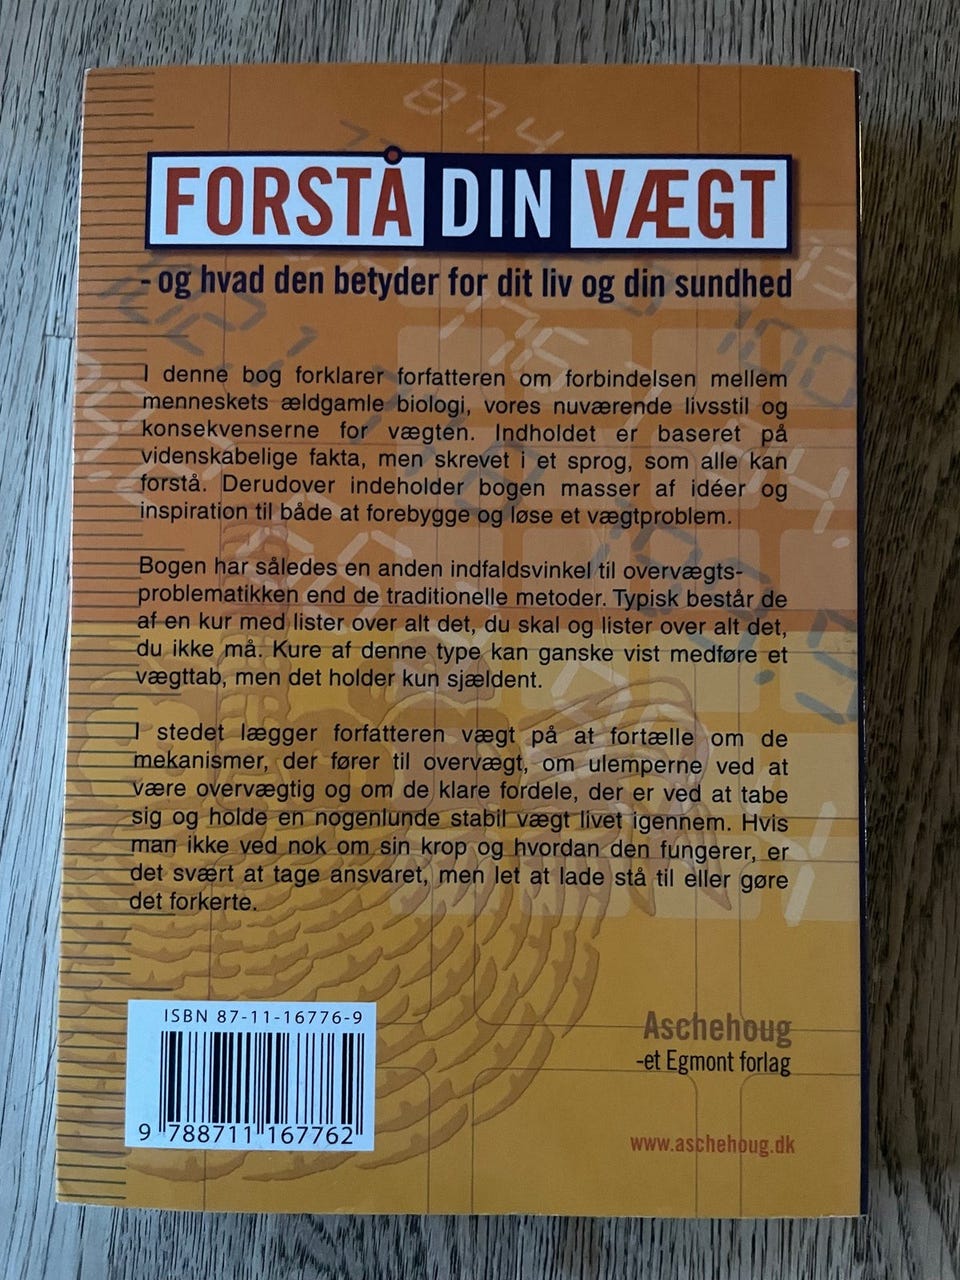 87.4
FORSTÅ DIN VÆGT
- og hvad den betyder for dit liv og din sundhed
I denne bog forklarer forfatteren om forbindelsen mellem
menneskets ældgamle biologi, vores nuværende livsstil og
konsekvenserne for vægten. Indholdet er baseret på
videnskabelige fakta, men skrevet i et sprog, som alle kan
forstå. Derudover indeholder bogen masser af idéer og
inspiration til både at forebygge og løse et vægtproblem.
Bogen har således en anden indfaldsvinkel til overvægts-
problematikken end de traditionelle metoder. Typisk består de
af en kur med lister over alt det, du skal og lister over alt det,
du ikke må. Kure af denne type kan ganske vist medføre et
vægttab, men det holder kun sjældent.
I stedet lægger forfatteren vægt på at fortælle om de
mekanismer, der fører til overvægt, om ulemperne ved at
være overvægtig og om de klare fordele, der er ved at tabe
sig og holde en nogenlunde stabil vægt livet igennem. Hvis
man ikke ved nok om sin krop og hvordan den fungerer, er
det svært at tage ansvaret, men let at lade stå til eller gøre
det forkerte.
ISBN 87-11-16776-9
9 788711 167762
Aschehoug
-et Egmont forlag
www.aschehoug.dk